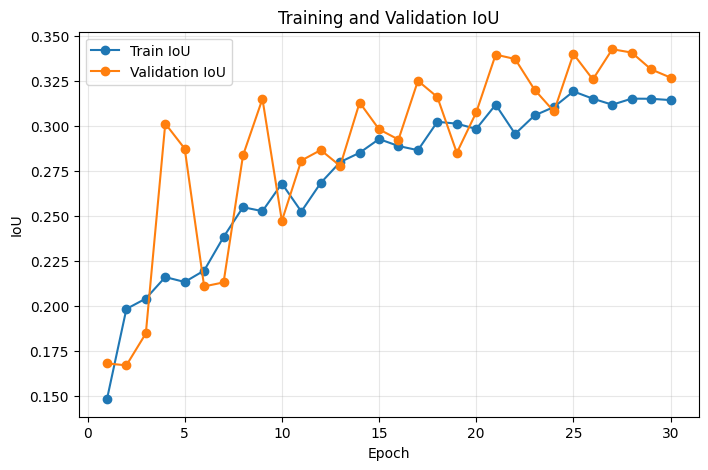 Training and Validation IoU
Train IoU
Validation IoU
IoU
0.350
0.325
0.300
0.275
0.250
0.225
0.200
0.175
0.150
0 5 10 15 20 25 30
Epoch